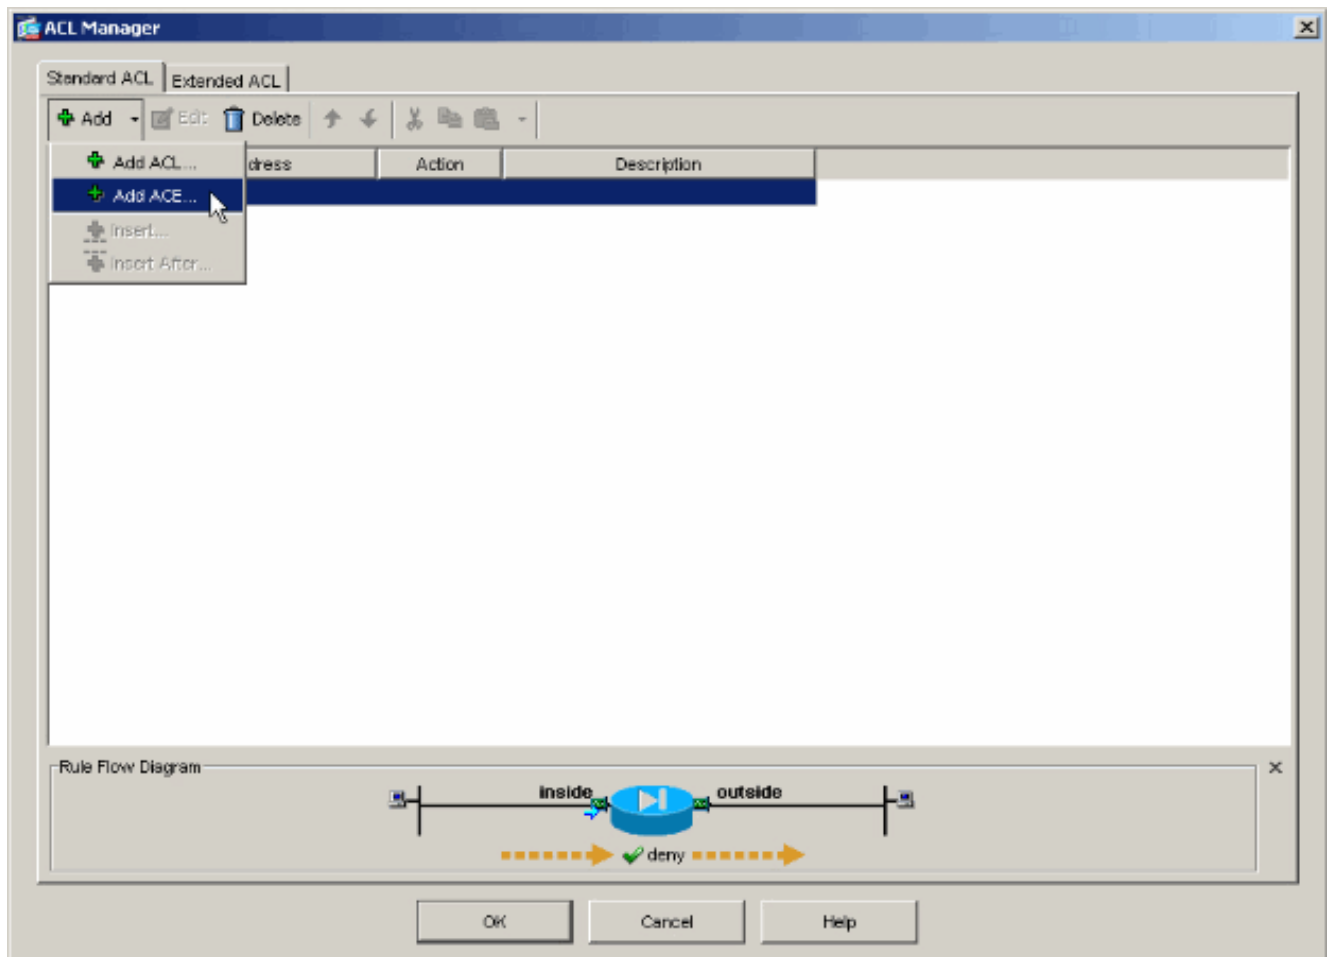 ACL Manager
Standard ACL Extended ACL
Add Edit Delete
Add ACL...
dress Action Description
Add ACE...
Insert...
Insert After...
Rule Flow Diagram
inside outside
deny
OK Cancel Help